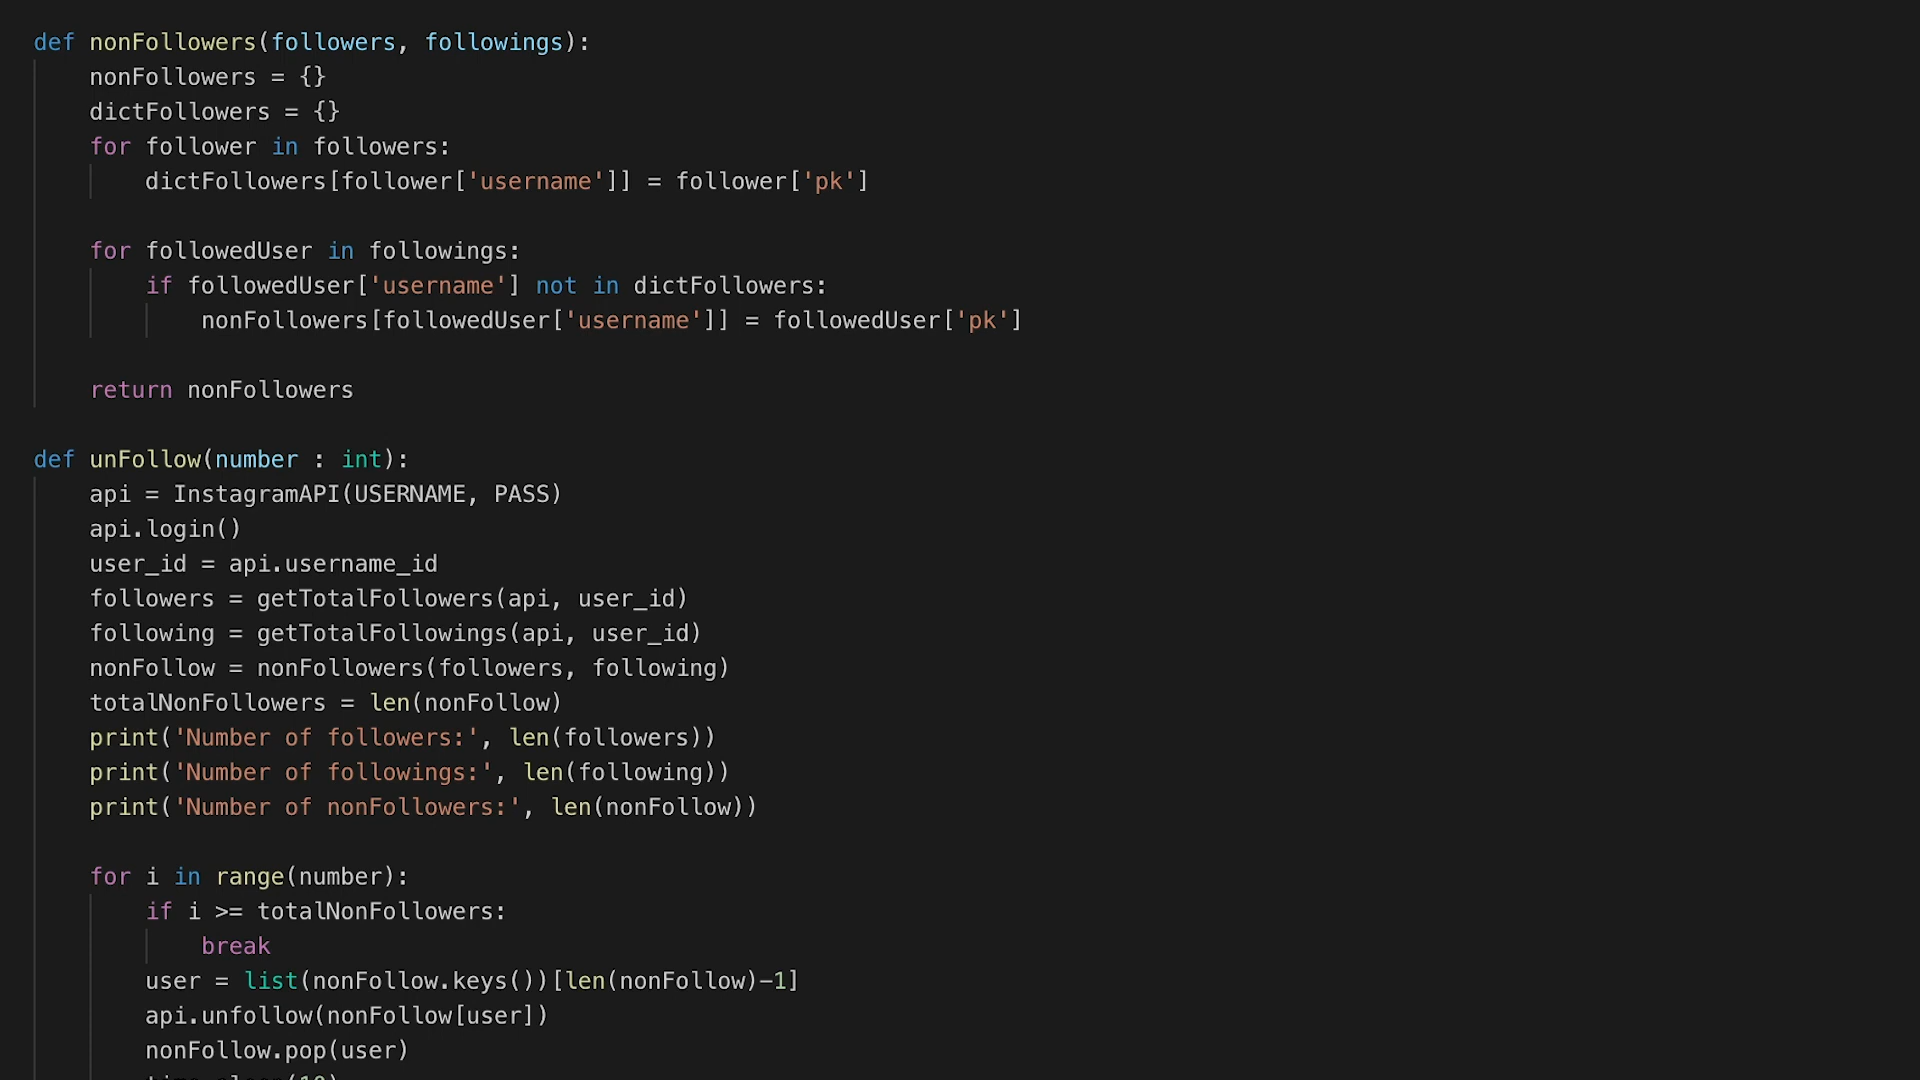 def nonFollowers(followers, followings):
    nonFollowers = {}
    dictFollowers = {}
    for follower in followers:
        dictFollowers[follower['username']] = follower['pk']

    for followedUser in followings:
        if followedUser['username'] not in dictFollowers:
            nonFollowers[followedUser['username']] = followedUser['pk']

    return nonFollowers

def unFollow(number : int):
    api = InstagramAPI(USERNAME, PASS)
    api.login()
    user_id = api.username_id
    followers = getTotalFollowers(api, user_id)
    following = getTotalFollowings(api, user_id)
    nonFollow = nonFollowers(followers, following)
    totalNonFollowers = len(nonFollow)
    print('Number of followers:', len(followers))
    print('Number of followings:', len(following))
    print('Number of nonFollowers:', len(nonFollow))

    for i in range(number):
        if i >= totalNonFollowers:
            break
        user = list(nonFollow.keys())[len(nonFollow)-1]
        api.unfollow(nonFollow[user])
        nonFollow.pop(user)